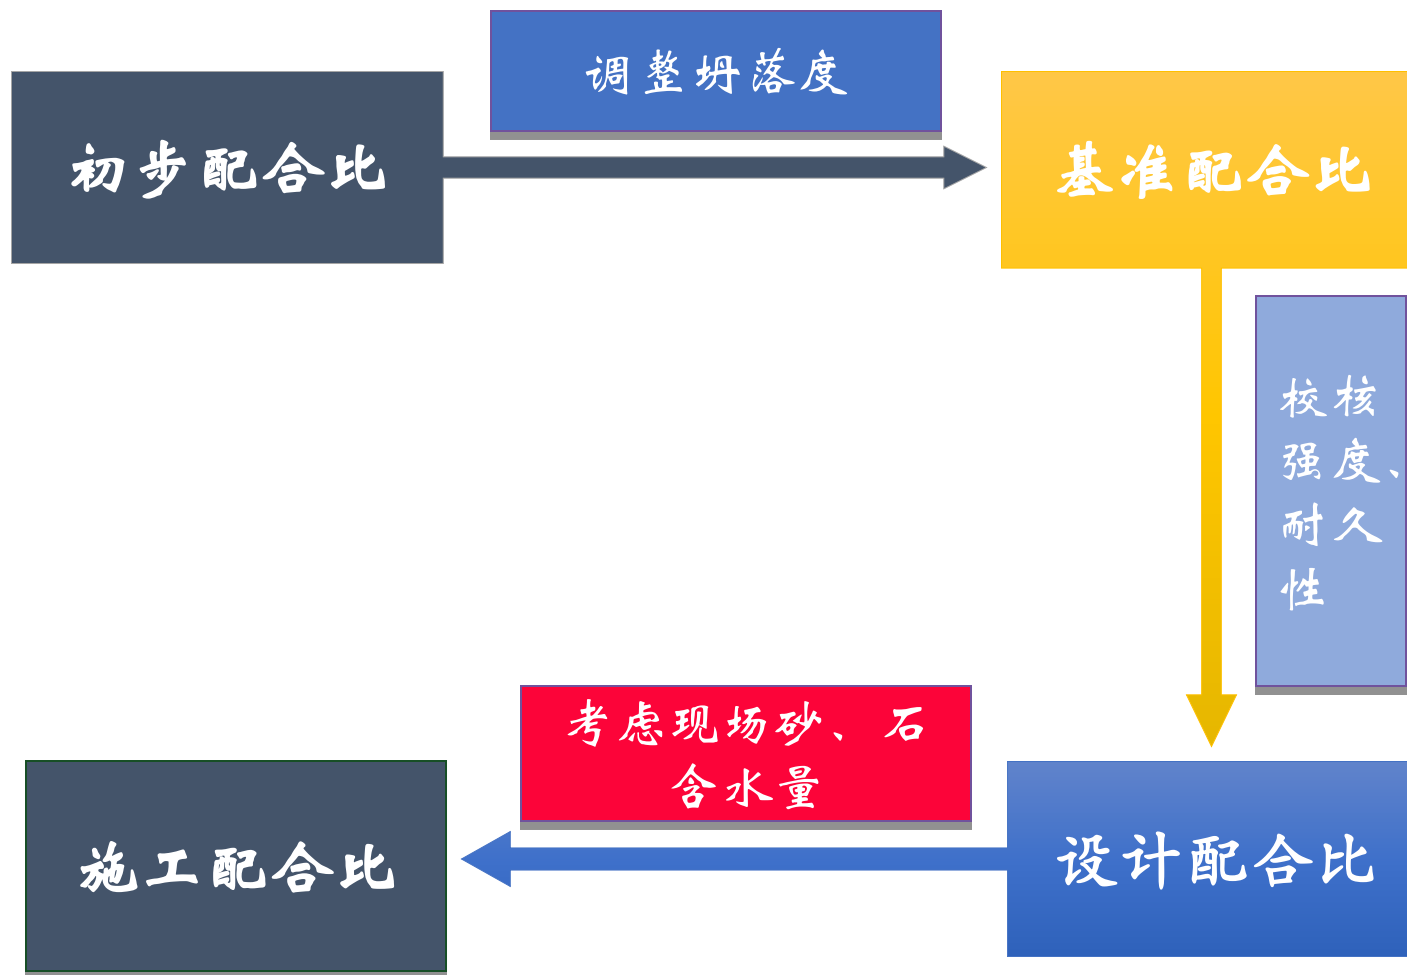 调整坍落度
初步配合比
基准配合比
校核
强度、
耐久
性
考虑现场砂、石
含水量
施工配合比
设计配合比